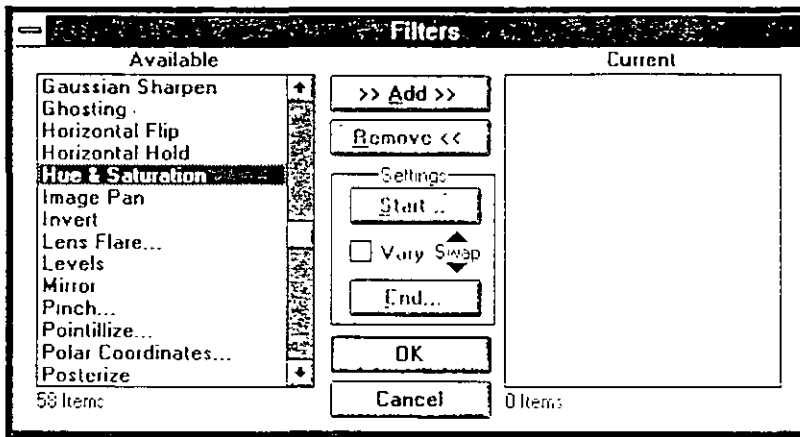 Filters
Available
Current
Gaussian Sharpen
Ghosting
Horizontal Flip
Horizontal Hold
Hue & Saturation
Image Pan
Invert
Lens Flare...
Levels
Mirror
Pinch...
Pointillize...
Polar Coordinates...
Posterize
58 Items
>> Add >>
Remove <<
Settings
Start...
Vary Swap
End...
OK
Cancel
0 Items